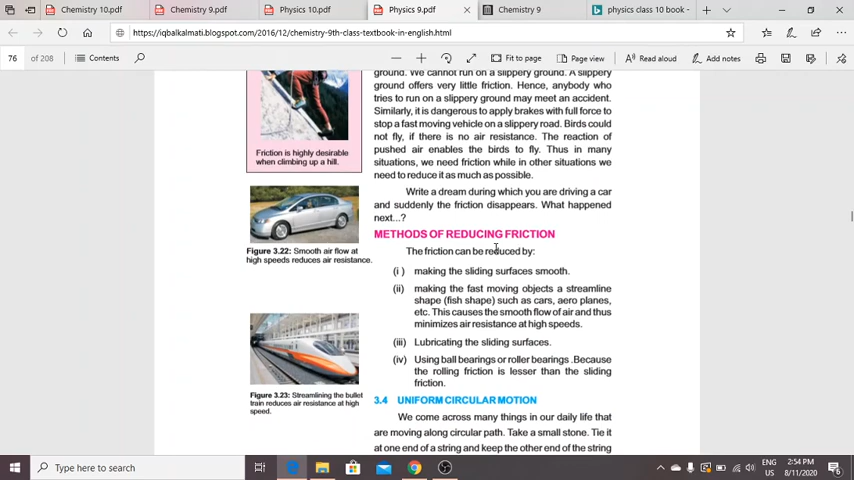 Chemistry 10.pdf
Chemistry 9.pdf
Physics 10.pdf
Physics 9.pdf
Chemistry 9
physics class 10 book -
https://iqbalkalmati.blogspot.com/2016/12/chemistry-9th-class-textbook-in-english.html
76 of 208
Contents
Fit to page
Page view
Read aloud
Add notes
Friction is highly desirable
when climbing up a hill.
Figure 3.22: Smooth air flow at
high speeds reduces air resistance.
Figure 3.23: Streamlining the bullet
train reduces air resistance at high
speed.
ground. We cannot run on a slippery ground. A slippery
ground offers very little friction. Hence, anybody who
tries to run on a slippery ground may meet an accident.
Similarly, it is dangerous to apply brakes with full force to
stop a fast moving vehicle on a slippery road. Birds could
not fly, if there is no air resistance. The reaction of
pushed air enables the birds to fly. Thus in many
situations, we need friction while in other situations we
need to reduce it as much as possible.
Write a dream during which you are driving a car
and suddenly the friction disappears. What happened
next...?
METHODS OF REDUCING FRICTION
The friction can be reduced by:
(i ) making the sliding surfaces smooth.
(ii) making the fast moving objects a streamline
shape (fish shape) such as cars, aero planes,
etc. This causes the smooth flow of air and thus
minimizes air resistance at high speeds.
(iii) Lubricating the sliding surfaces.
(iv) Using ball bearings or roller bearings .Because
the rolling friction is lesser than the sliding
friction.
3.4 UNIFORM CIRCULAR MOTION
We come across many things in our daily life that
are moving along circular path. Take a small stone. Tie it
at one end of a string and keep the other end of the string
Type here to search
ENG
US
2:54 PM
8/11/2020